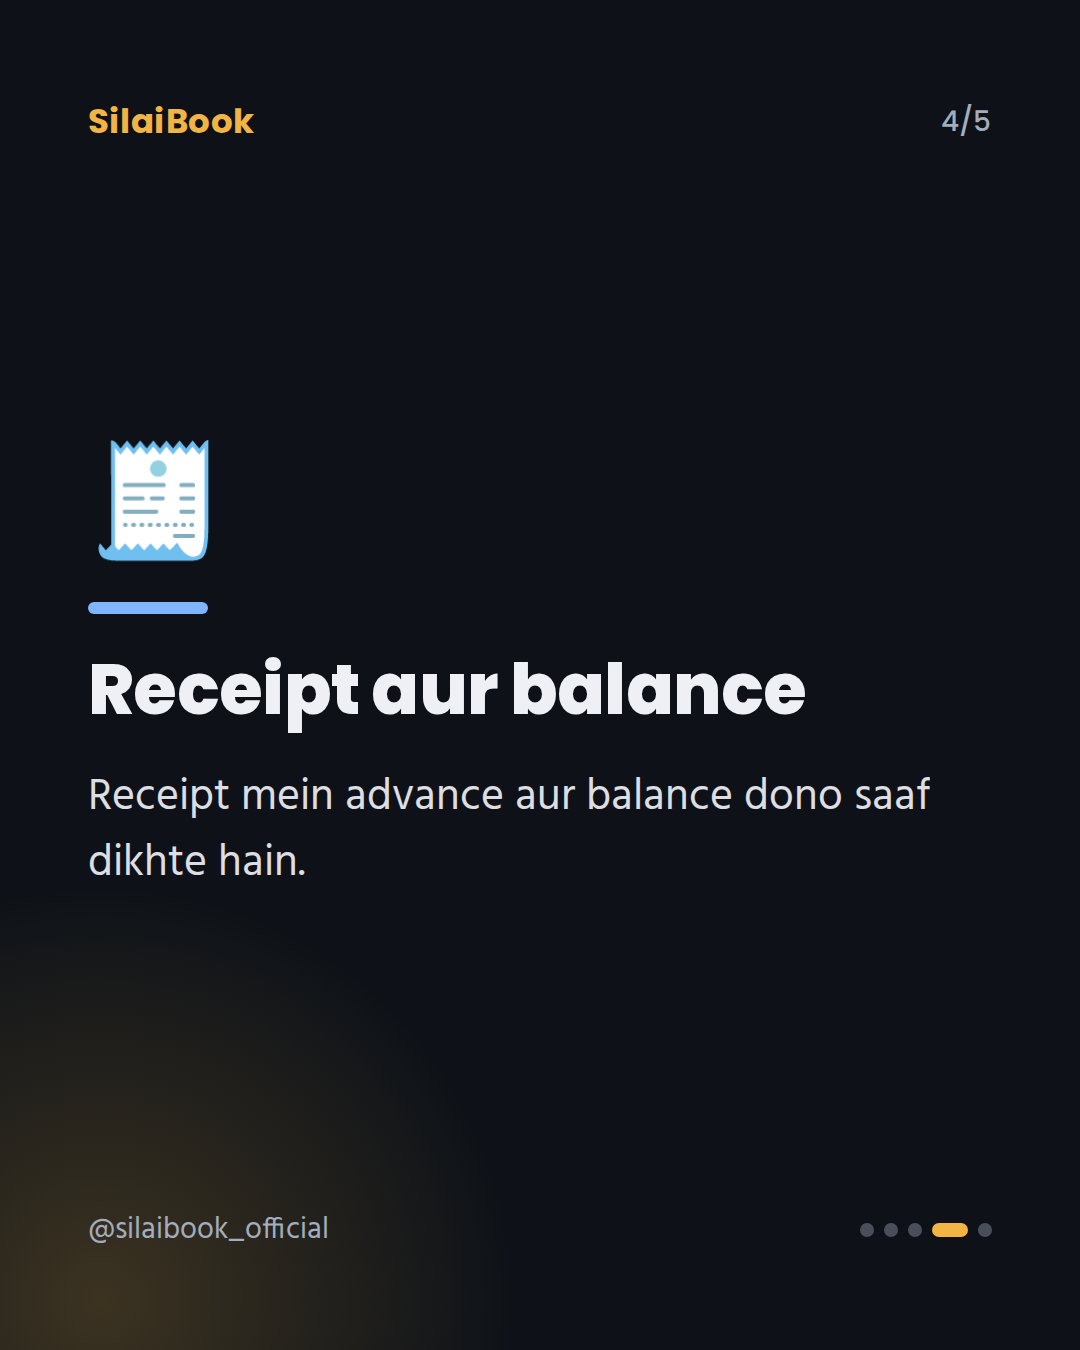 SilaiBook
4/5
Receipt aur balance
Receipt mein advance aur balance dono saaf
dikhte hain.
@silaibook_official